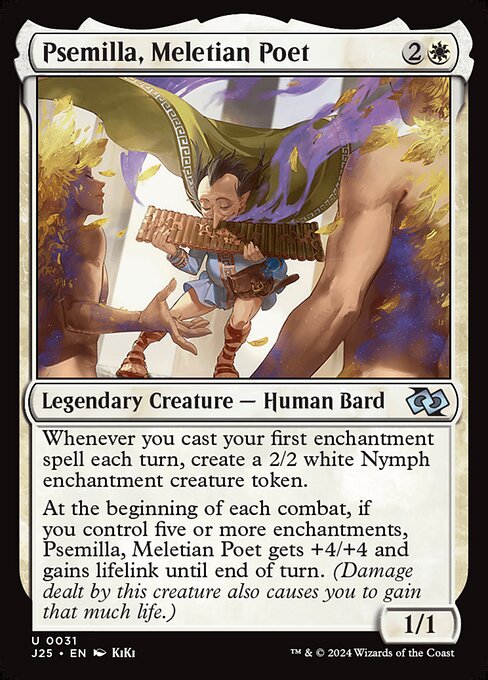 Psemilla, Meletian Poet 2
Legendary Creature — Human Bard
Whenever you cast your first enchantment
spell each turn, create a 2/2 white Nymph
enchantment creature token.
At the beginning of each combat, if
you control five or more enchantments,
Psemilla, Meletian Poet gets +4/+4 and
gains lifelink until end of turn. (Damage
dealt by this creature also causes you to gain
that much life.)
1/1
U 0031
J25 • EN KiKi
™ & © 2024 Wizards of the Coast